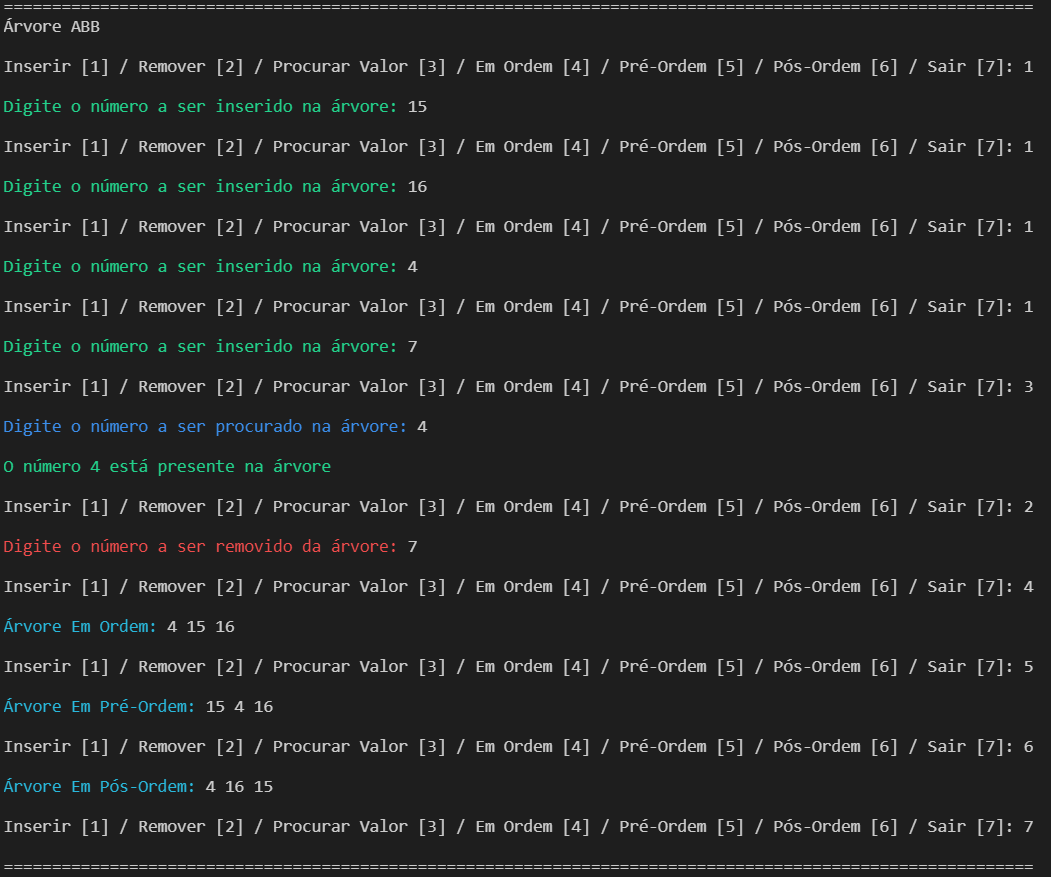 ===========================================================================================================
Árvore ABB
Inserir [1] / Remover [2] / Procurar Valor [3] / Em Ordem [4] / Pré-Ordem [5] / Pós-Ordem [6] / Sair [7]: 1
Digite o número a ser inserido na árvore: 15
Inserir [1] / Remover [2] / Procurar Valor [3] / Em Ordem [4] / Pré-Ordem [5] / Pós-Ordem [6] / Sair [7]: 1
Digite o número a ser inserido na árvore: 16
Inserir [1] / Remover [2] / Procurar Valor [3] / Em Ordem [4] / Pré-Ordem [5] / Pós-Ordem [6] / Sair [7]: 1
Digite o número a ser inserido na árvore: 4
Inserir [1] / Remover [2] / Procurar Valor [3] / Em Ordem [4] / Pré-Ordem [5] / Pós-Ordem [6] / Sair [7]: 1
Digite o número a ser inserido na árvore: 7
Inserir [1] / Remover [2] / Procurar Valor [3] / Em Ordem [4] / Pré-Ordem [5] / Pós-Ordem [6] / Sair [7]: 3
Digite o número a ser procurado na árvore: 4
O número 4 está presente na árvore
Inserir [1] / Remover [2] / Procurar Valor [3] / Em Ordem [4] / Pré-Ordem [5] / Pós-Ordem [6] / Sair [7]: 2
Digite o número a ser removido da árvore: 7
Inserir [1] / Remover [2] / Procurar Valor [3] / Em Ordem [4] / Pré-Ordem [5] / Pós-Ordem [6] / Sair [7]: 4
Árvore Em Ordem: 4 15 16
Inserir [1] / Remover [2] / Procurar Valor [3] / Em Ordem [4] / Pré-Ordem [5] / Pós-Ordem [6] / Sair [7]: 5
Árvore Em Pré-Ordem: 15 4 16
Inserir [1] / Remover [2] / Procurar Valor [3] / Em Ordem [4] / Pré-Ordem [5] / Pós-Ordem [6] / Sair [7]: 6
Árvore Em Pós-Ordem: 4 16 15
Inserir [1] / Remover [2] / Procurar Valor [3] / Em Ordem [4] / Pré-Ordem [5] / Pós-Ordem [6] / Sair [7]: 7
===========================================================================================================